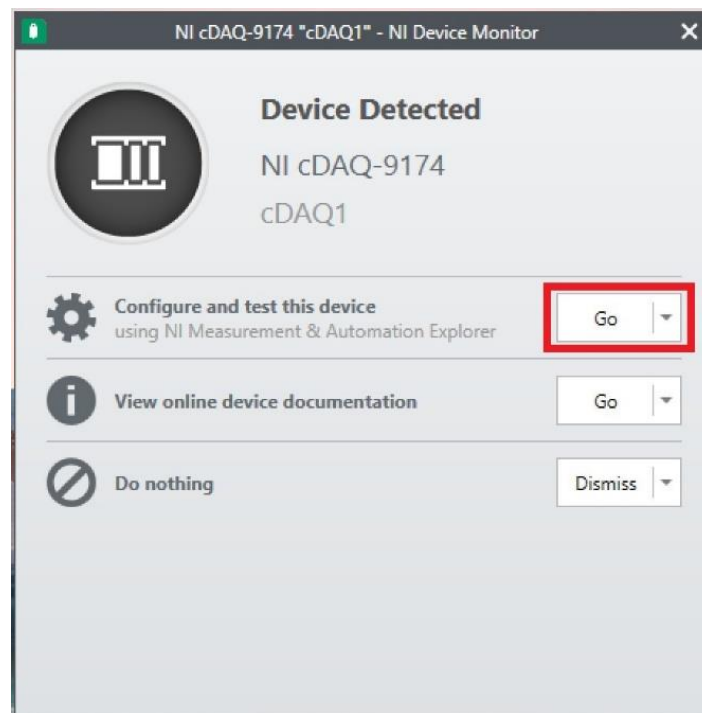 NI cDAQ-9174 "cDAQ1" - NI Device Monitor
Device Detected
NI cDAQ-9174
cDAQ1
Configure and test this device
using NI Measurement & Automation Explorer
Go
View online device documentation
Go
Do nothing
Dismiss